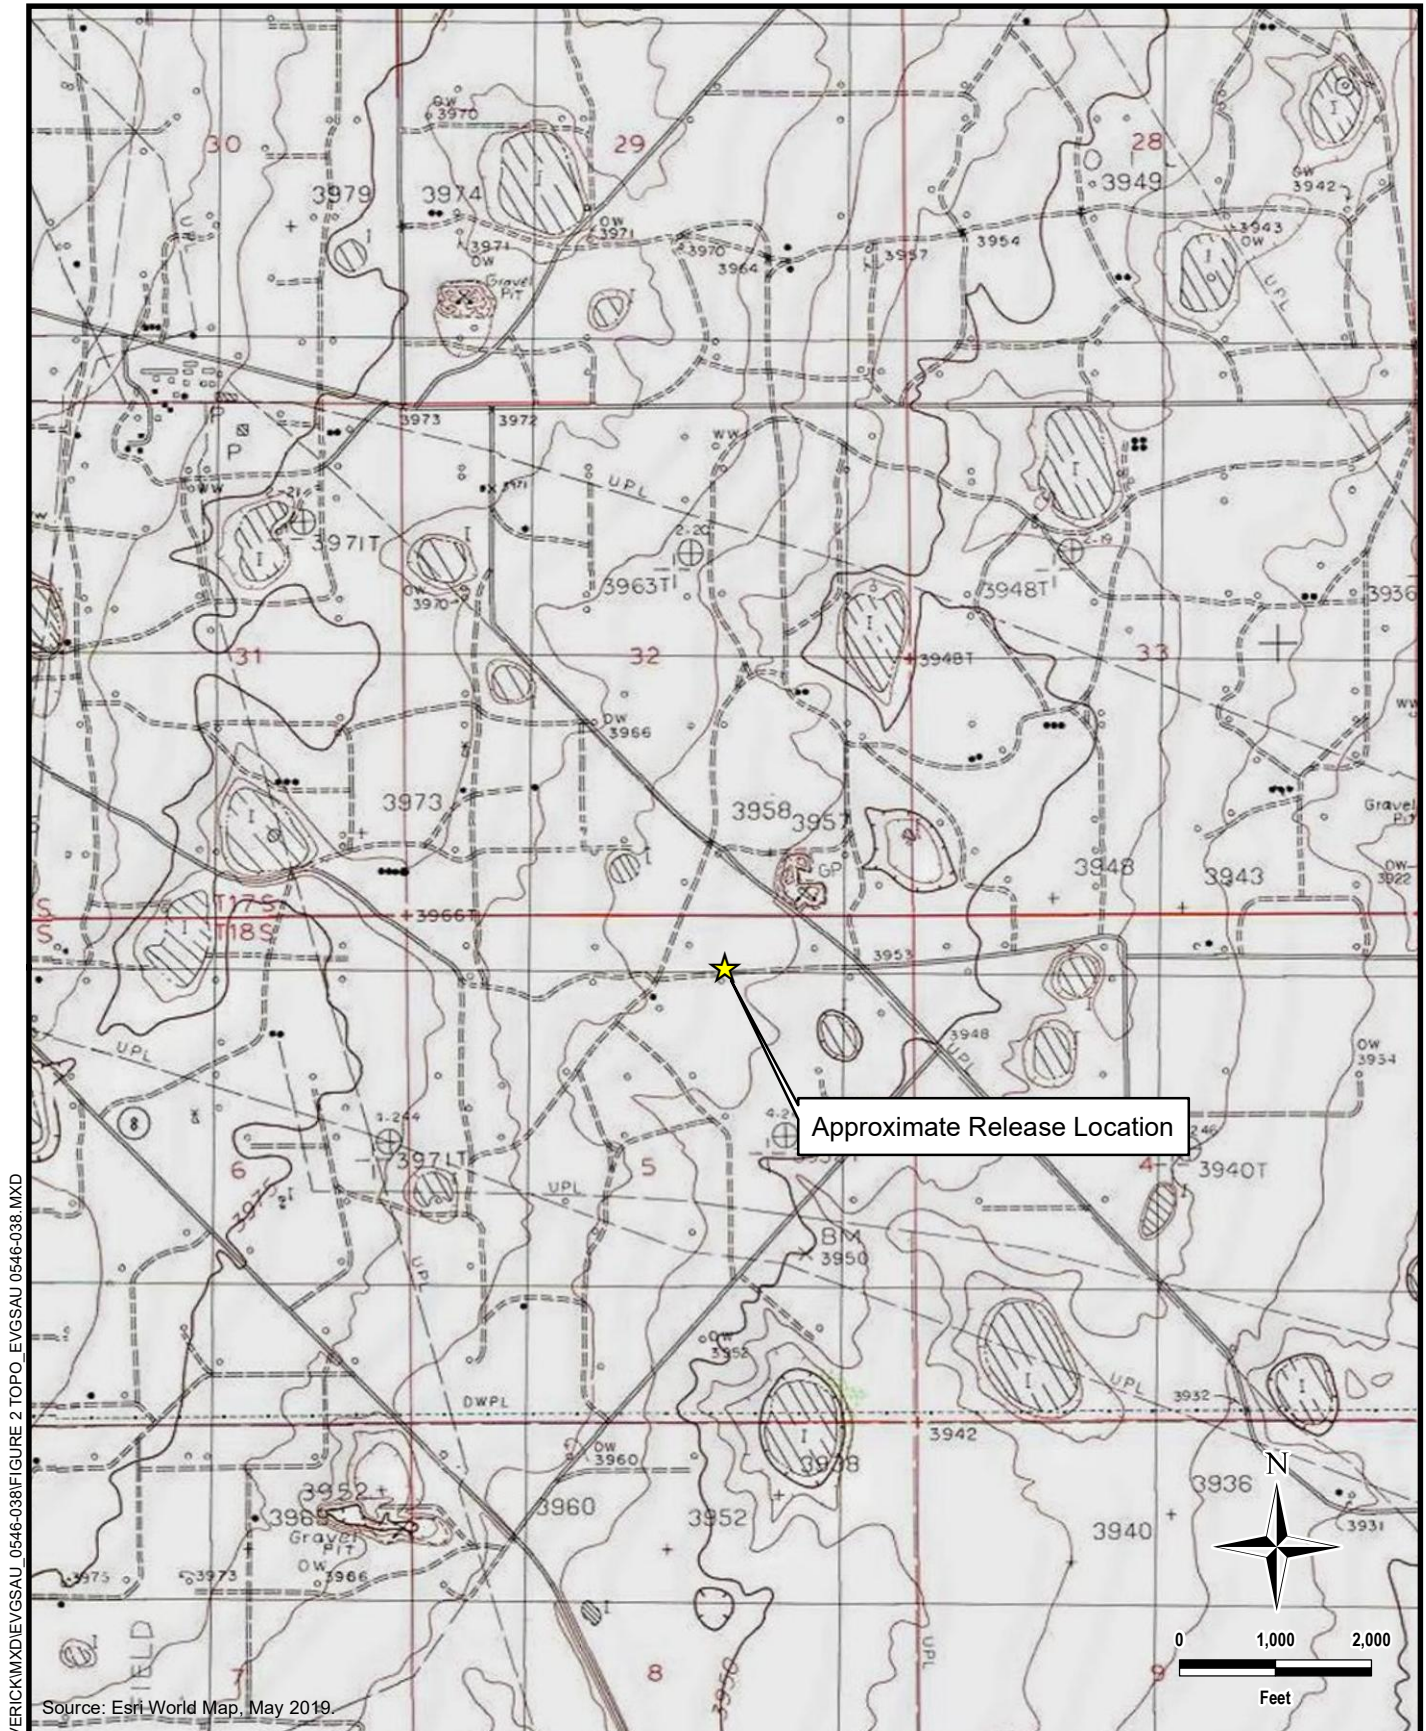 30
29
28
OW
3970
3979
3974
3949
OW
3942
UPL
OW
3971
3971
OW
3970
3964
3957
3954
3943
OW
Gravel
Pit
UPL
3973
3972
P
P
WW
WW
3971
UPL
2-20
2-19
3971T
3963T
3948T
3936
OW
3970
31
32
33
3948T
OW
3966
WW
3973
3958
3957
Gravel
GP
3948
3943
OW
3922
T17S
T18S
S
S
3966T
3953
3948
UPL
OW
3934
UPL
Approximate Release Location
3971T
6
5
4
3940T
UPL
3975
BM
3950
UPL
OW
3952
UPL
3932
DWPL
3942
OW
3960
3938
3952
3960
3952
3936
3940
N
3931
Gravel
Pit
OW
3966
3975
3973
FIELD
7
8
9
3950
UPL
0 1,000 2,000
Feet
Source: Esri World Map, May 2019.
VERICK\MXD\EVGSAU_0546-038\FIGURE 2 TOPO_EVGSAU 0546-038.MXD